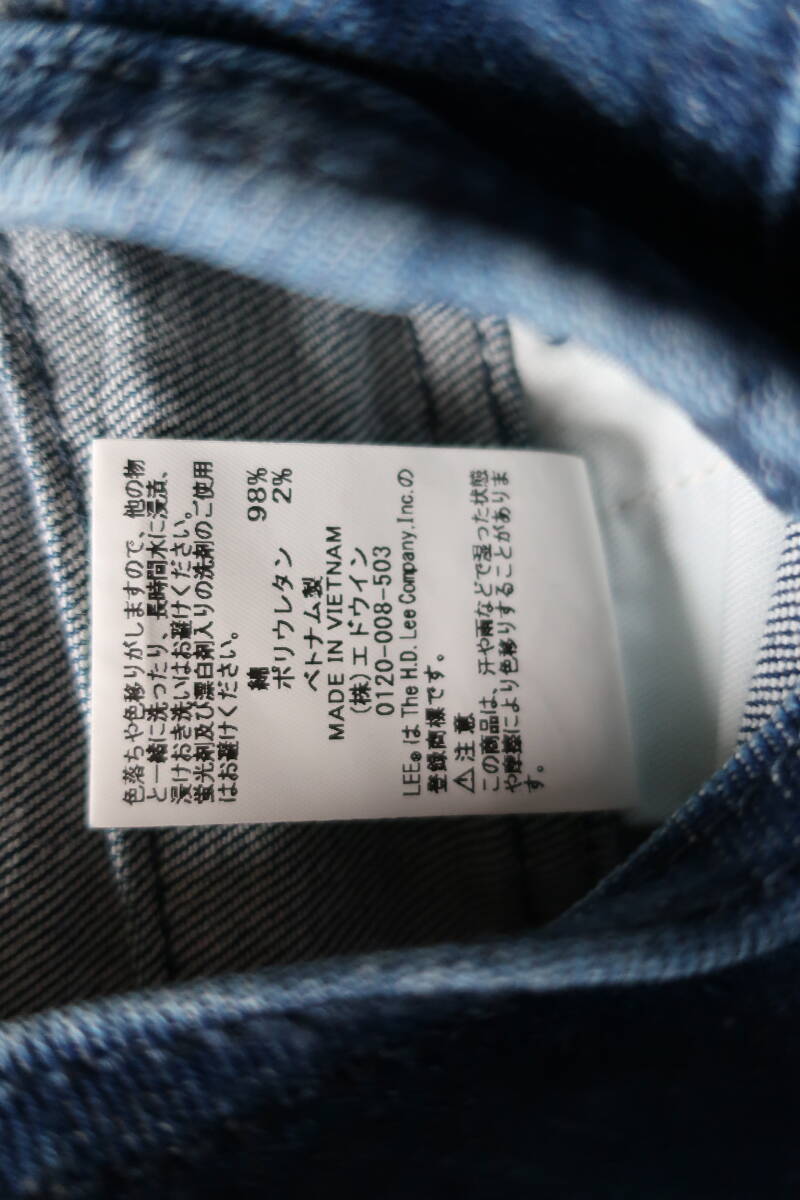 色落ちや色移りがしますので、他の物
と一緒に洗ったり、長時間水に浸漬、
浸けおき洗いはお避けください。
蛍光剤及び漂白剤入りの洗剤のご使用
はお避けください。
綿 98%
ポリウレタン 2%
ベトナム製
MADE IN VIETNAM
(株)エドウイン
0120-008-503
LEE®は The H.D. Lee Company,Inc.の
登録商標です。
⚠注意
この商品は、汗や雨などで湿った状態
や摩擦により色移りすることがありま
す。